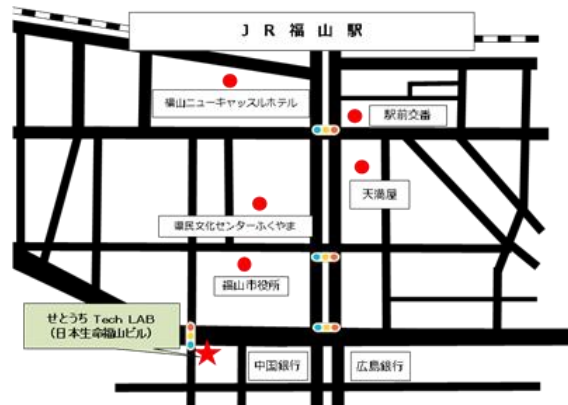 JR福山駅
福山ニューキャッスルホテル
駅前交番
天満屋
県民文化センターふくやま
福山市役所
せとうち Tech LAB
(日本生命福山ビル)
中国銀行
広島銀行